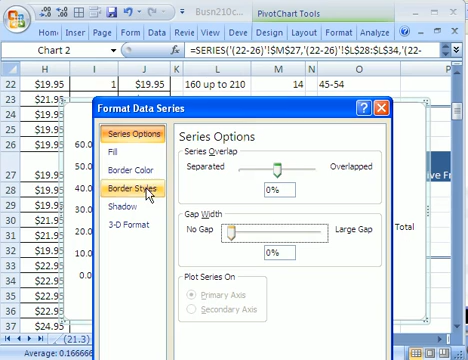 Busn210c
PivotChart Tools
Home
Insert
Page
Form
Data
Revie
View
Design
Layout
Format
Analyze
Chart 2
=SERIES('(22-26)'!$M$27,'(22-26)'!$L$28:$L$34,'(22-
H I J K L M N O P
22 $19.95 1 $19.95 160 up to 210 14 45-54
23 $21.9
24 $19.95
25 $19.95
26 $19.95
27 $19.95
28 $19.95
29 $22.95
30 $22.95
31 $19.95
32 $22.95
33 $22.95
34 $22.95
35 $19.95
36 $19.95
37 $24.95
60.0
50.0
40.0
30.0
20.0
10.0
0.0
Total
ive Fr
Format Data Series
Series Options
Fill
Border Color
Border Styles
Shadow
3-D Format
Series Options
Series Overlap
Separated
Overlapped
0%
Gap Width
No Gap
Large Gap
0%
Plot Series On
Primary Axis
Secondary Axis
(21.3)
Average: 0.166666